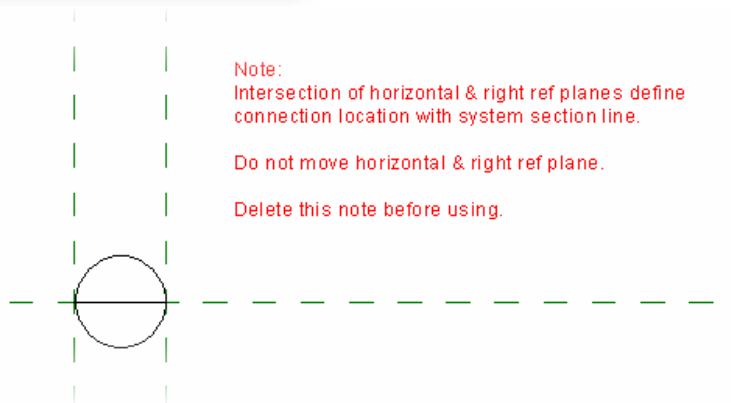 Note:
Intersection of horizontal & right ref planes define
connection location with system section line.
Do not move horizontal & right ref plane.
Delete this note before using.